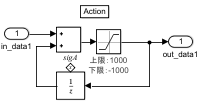 Action
1
in_data1
+
+
sigA
上限:1000
下限:-1000
1
out_data1
1
z